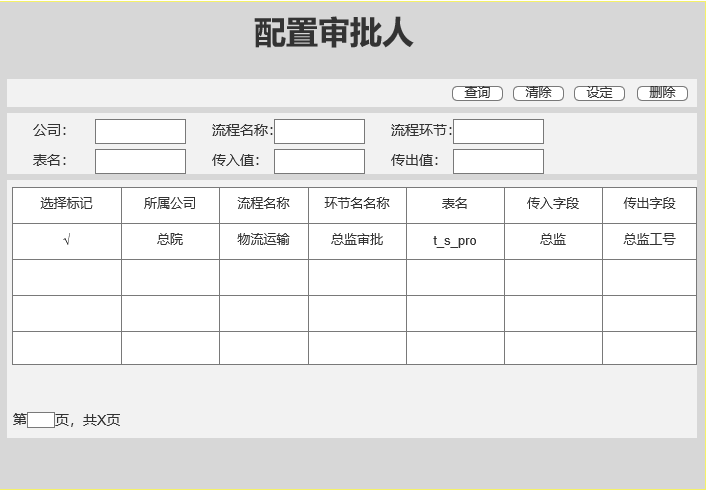 配置审批人
查询 清除 设定 删除
公司： 流程名称： 流程环节：
表名： 传入值： 传出值：
选择标记 所属公司 流程名称 环节名名称 表名 传入字段 传出字段
√ 总院 物流运输 总监审批 t_s_pro 总监 总监工号
第 页，共X页